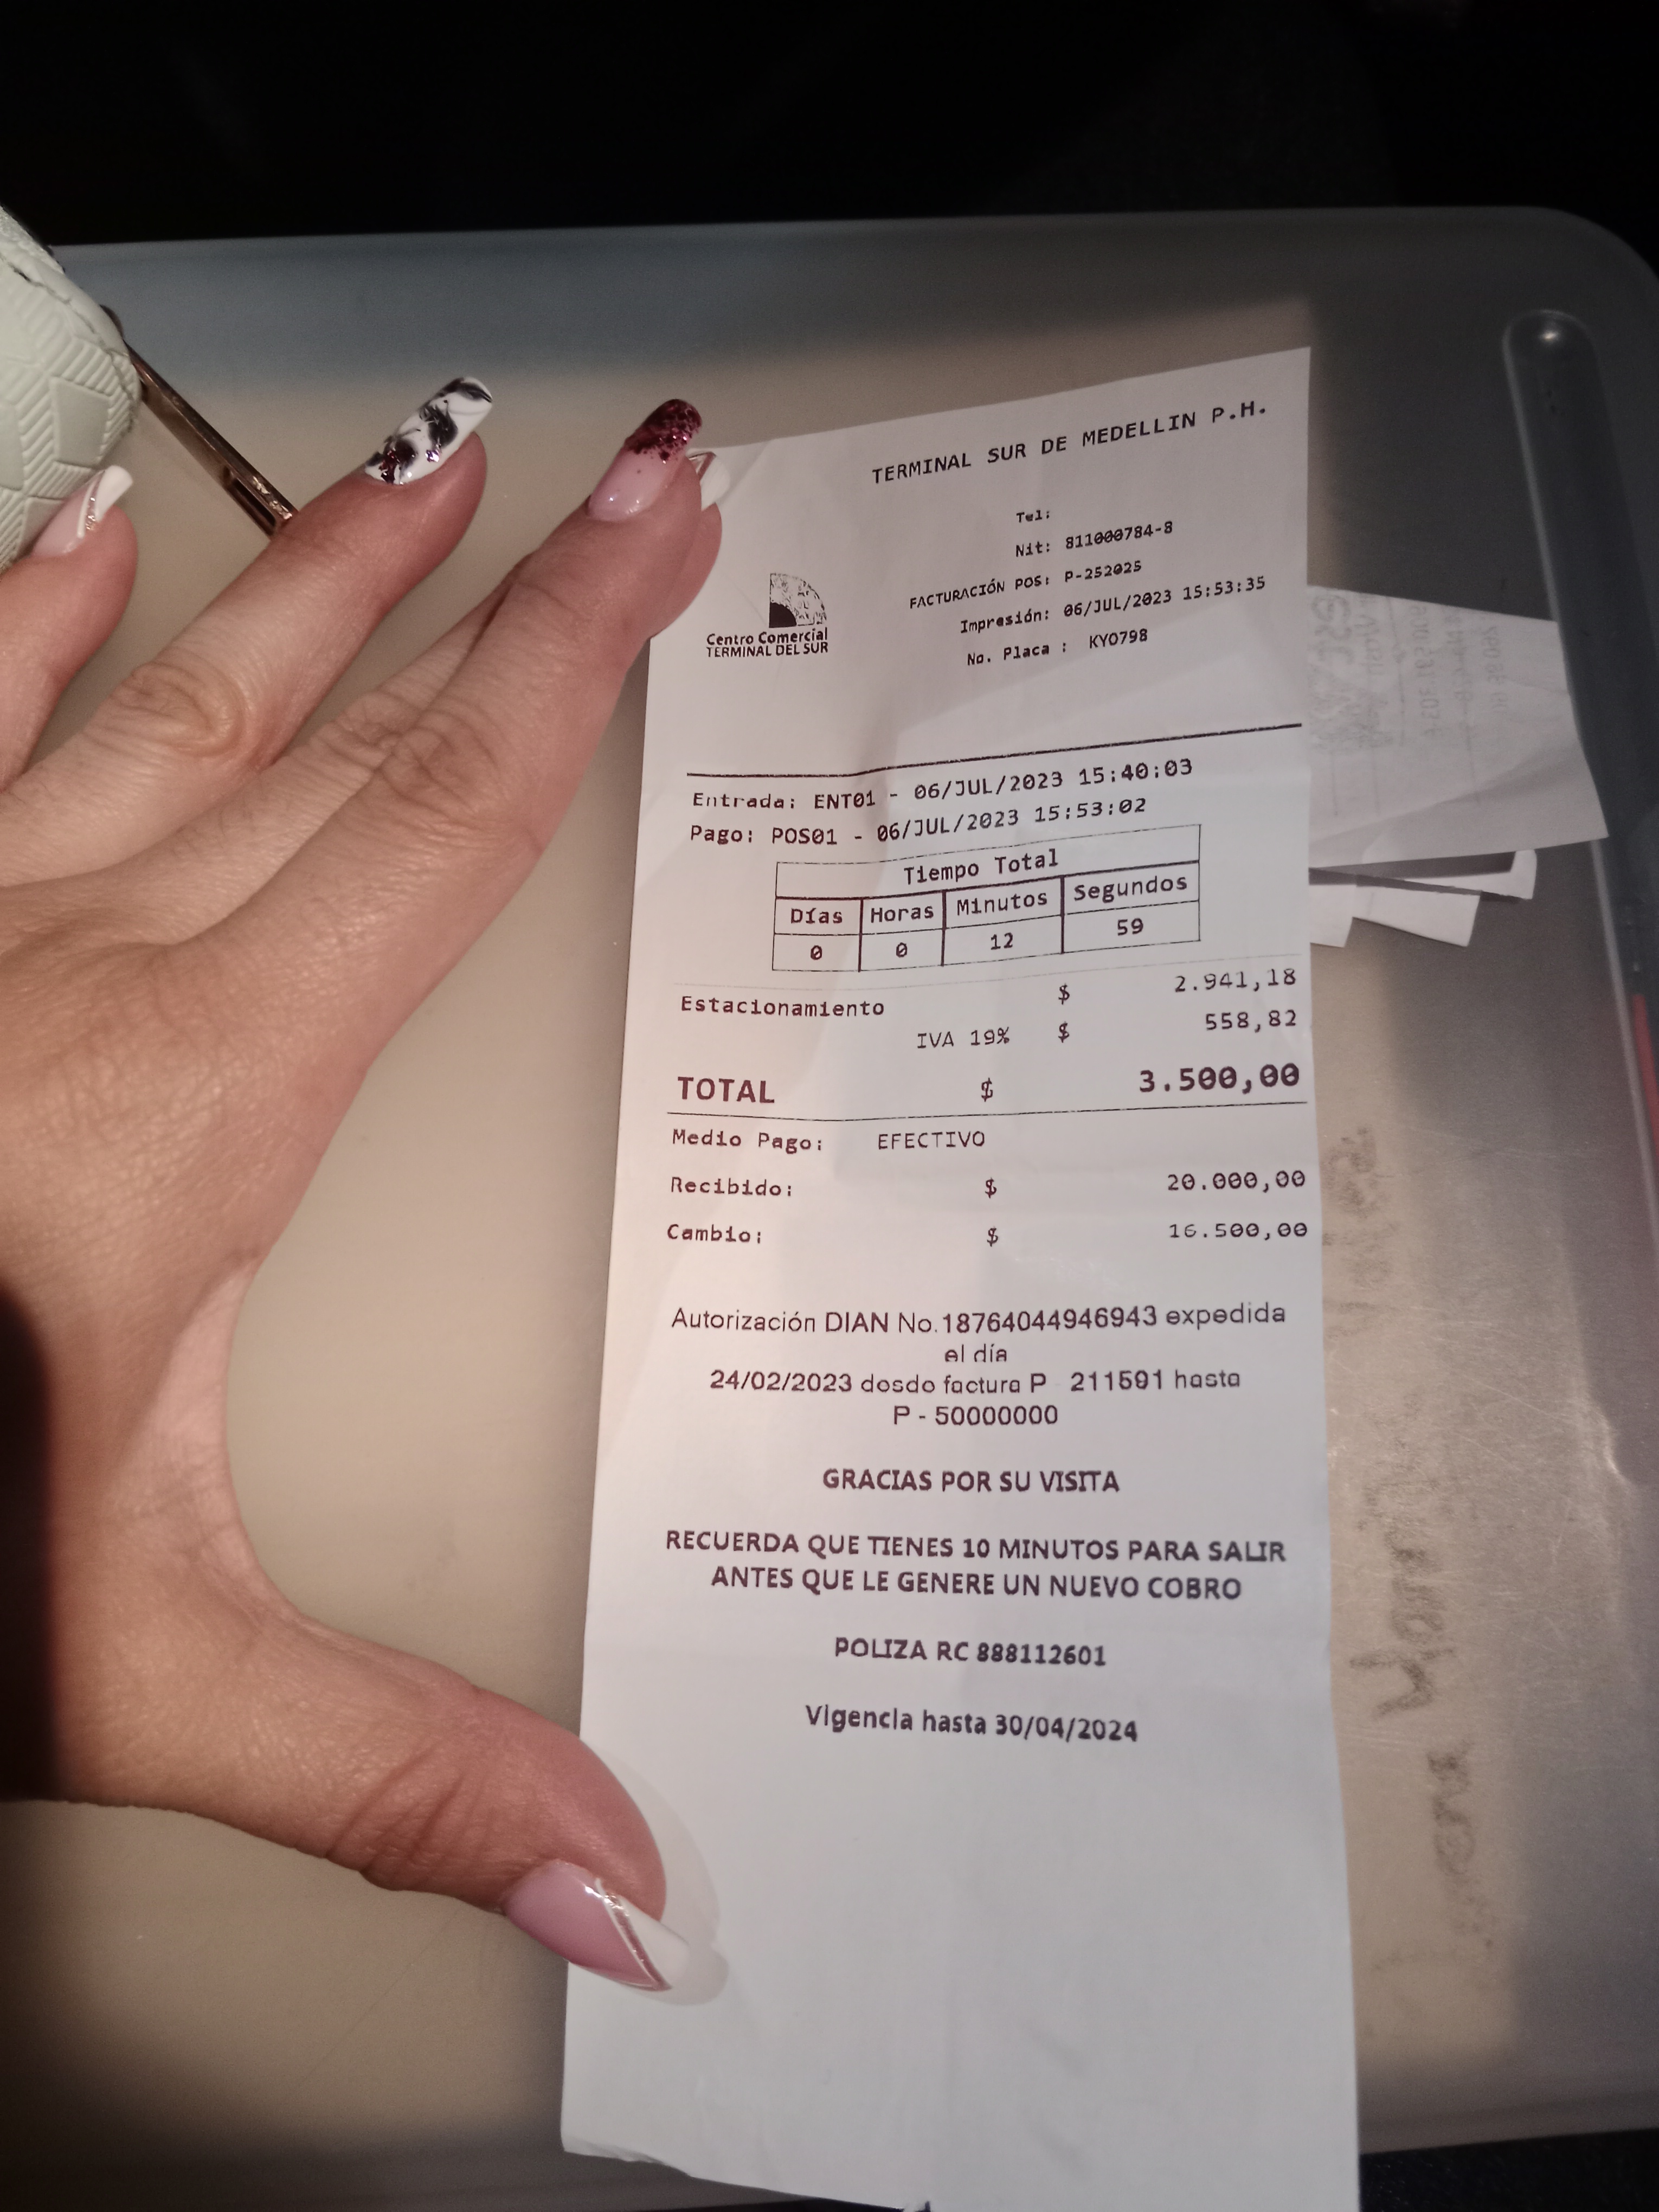 TERMINAL SUR DE MEDELLIN P.H.
Tel:
Nit: 811000784-8
FACTURACIÓN POS: P-252025
Impresión: 06/JUL/2023 15:53:35
No. Placa : KYO798
Centro Comercial
TERMINAL DEL SUR
Entrada: ENT01 - 06/JUL/2023 15:40:03
Pago: POS01 - 06/JUL/2023 15:53:02
Tiempo Total
Días Horas Minutos Segundos
0 0 12 59
Estacionamiento $ 2.941,18
IVA 19% $ 558,82
TOTAL $ 3.500,00
Medio Pago: EFECTIVO
Recibido: $ 20.000,00
Cambio: $ 16.500,00
Autorización DIAN No.18764044946943 expedida
el día
24/02/2023 desde factura P 211591 hasta
P - 50000000
GRACIAS POR SU VISITA
RECUERDA QUE TIENES 10 MINUTOS PARA SALIR
ANTES QUE LE GENERE UN NUEVO COBRO
POLIZA RC 888112601
Vigencia hasta 30/04/2024